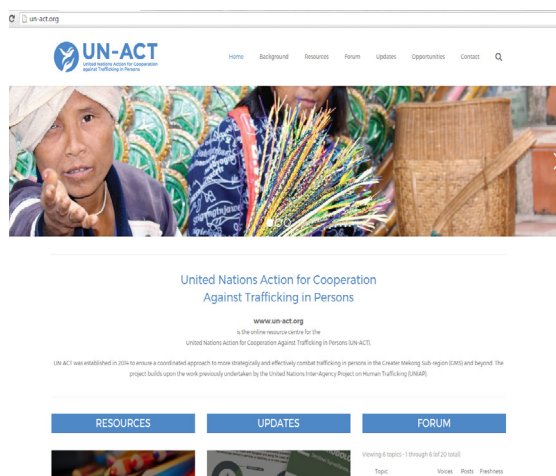 un-act.org
UN-ACT
United Nations Action for Cooperation
against Trafficking in Persons
Home Background Resources Forum Updates Opportunities Contact
United Nations Action for Cooperation
Against Trafficking in Persons
www.un-act.org
is the online resource centre for the
United Nations Action for Cooperation Against Trafficking in Persons (UN-ACT).
UN-ACT was established in 2014 to ensure a coordinated approach to more strategically and effectively combat trafficking in persons in the Greater Mekong Sub-region (GMS) and beyond. The
project builds upon the work previously undertaken by the United Nations Inter-Agency Project on Human Trafficking (UNIAP).
RESOURCES UPDATES FORUM
Viewing 6 topics - 1 through 6 (of 20 total)
Topic Voices Posts Freshness